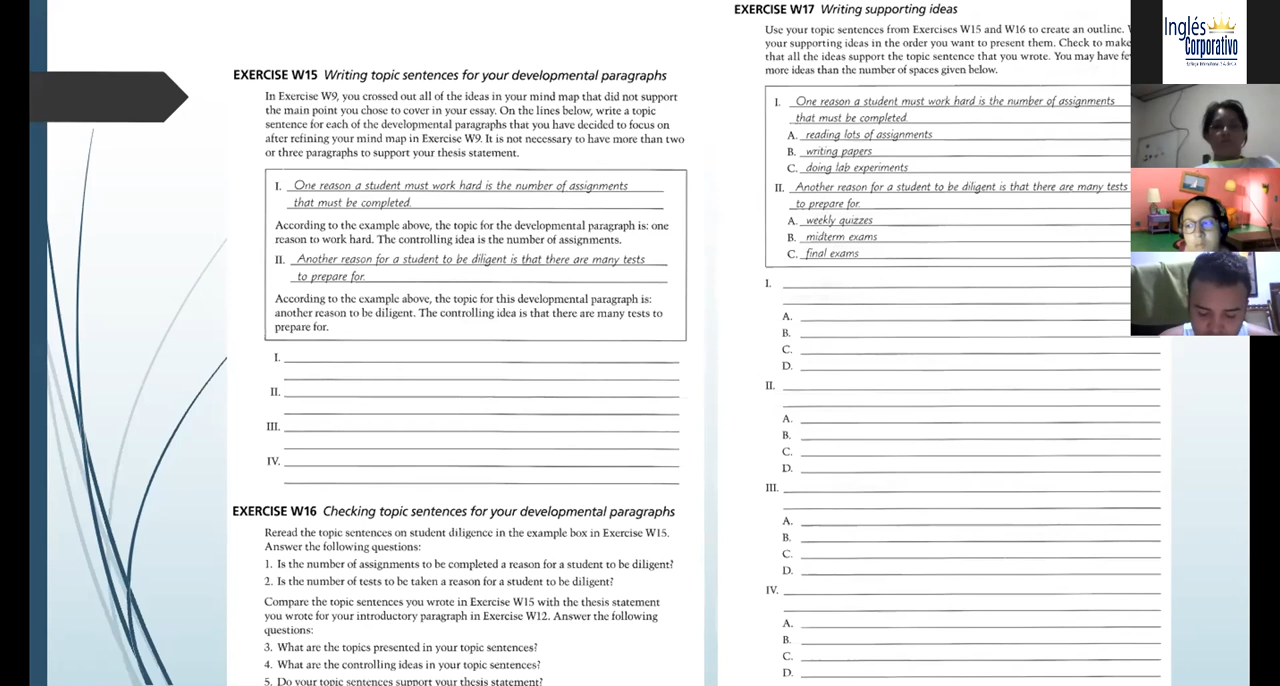 EXERCISE W15 Writing topic sentences for your developmental paragraphs
In Exercise W9, you crossed out all of the ideas in your mind map that did not support
the main point you chose to cover in your essay. On the lines below, write a topic
sentence for each of the developmental paragraphs that you have decided to focus on
after refining your mind map in Exercise W9. It is not necessary to have more than two
or three paragraphs to support your thesis statement.
I. One reason a student must work hard is the number of assignments
that must be completed.
According to the example above, the topic for the developmental paragraph is: one
reason to work hard. The controlling idea is the number of assignments.
II. Another reason for a student to be diligent is that there are many tests
to prepare for.
According to the example above, the topic for this developmental paragraph is:
another reason to be diligent. The controlling idea is that there are many tests to
prepare for.
I.
II.
III.
IV.
EXERCISE W16 Checking topic sentences for your developmental paragraphs
Reread the topic sentences on student diligence in the example box in Exercise W15.
Answer the following questions:
1. Is the number of assignments to be completed a reason for a student to be diligent?
2. Is the number of tests to be taken a reason for a student to be diligent?
Compare the topic sentences you wrote in Exercise W15 with the thesis statement
you wrote for your introductory paragraph in Exercise W12. Answer the following
questions:
3. What are the topics presented in your topic sentences?
4. What are the controlling ideas in your topic sentences?
5. Do your topic sentences support your thesis statement?
EXERCISE W17 Writing supporting ideas
Use your topic sentences from Exercises W15 and W16 to create an outline.
your supporting ideas in the order you want to present them. Check to make
that all the ideas support the topic sentence that you wrote. You may have
more ideas than the number of spaces given below.
I. One reason a student must work hard is the number of assignments
that must be completed.
A. reading lots of assignments
B. writing papers
C. doing lab experiments
II. Another reason for a student to be diligent is that there are many tests
to prepare for.
A. weekly quizzes
B. midterm exams
C. final exams
I.
A.
B.
C.
D.
II.
A.
B.
C.
D.
III.
A.
B.
C.
D.
IV.
A.
B.
C.
D.
Inglés
Corporativo